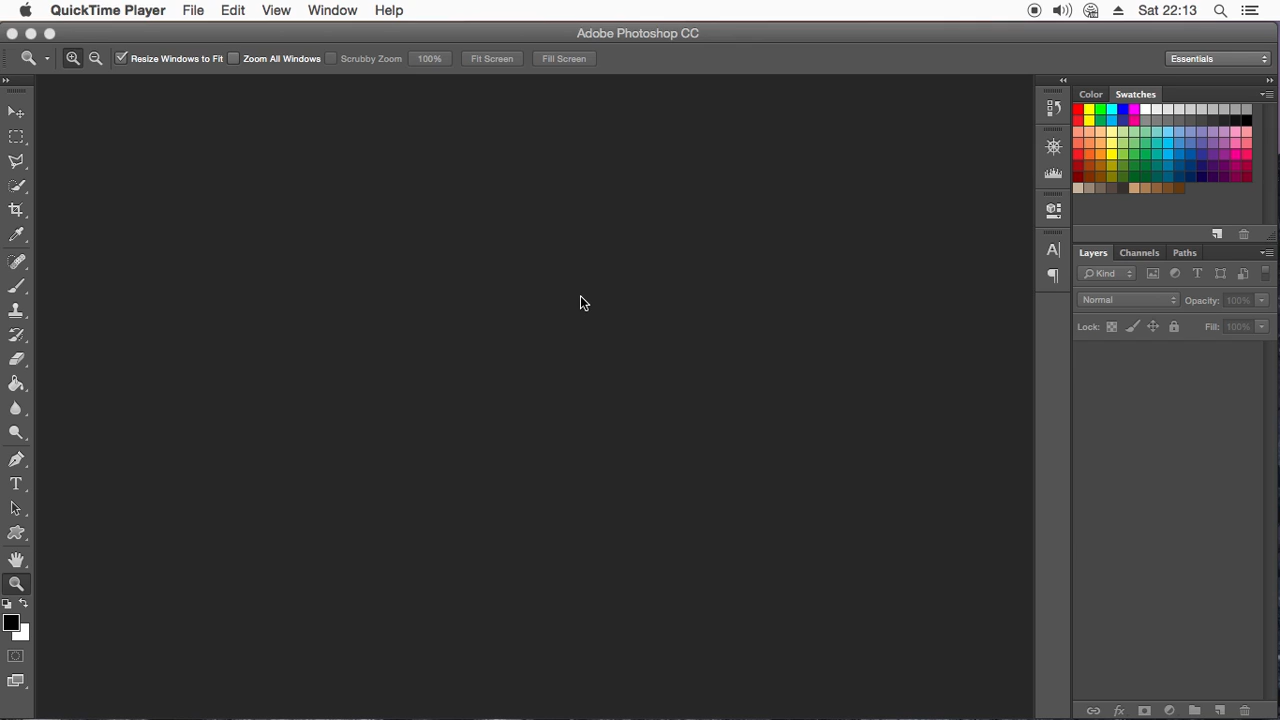 QuickTime Player File Edit View Window Help Sat 22:13
Adobe Photoshop CC
Resize Windows to Fit Zoom All Windows Scrubby Zoom 100% Fit Screen Fill Screen Essentials
Color Swatches
Layers Channels Paths
Kind
Normal Opacity: 100%
Lock: Fill: 100%